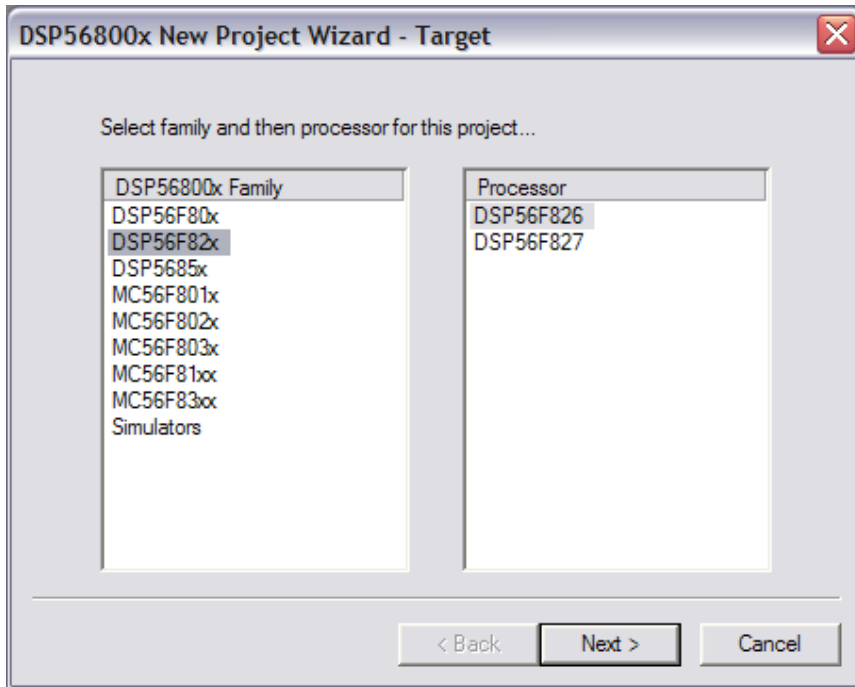 DSP56800x New Project Wizard - Target
Select family and then processor for this project...
DSP56800x Family
DSP56F80x
DSP56F82x
DSP5685x
MC56F801x
MC56F802x
MC56F803x
MC56F81xx
MC56F83xx
Simulators
Processor
DSP56F826
DSP56F827
< Back
Next >
Cancel